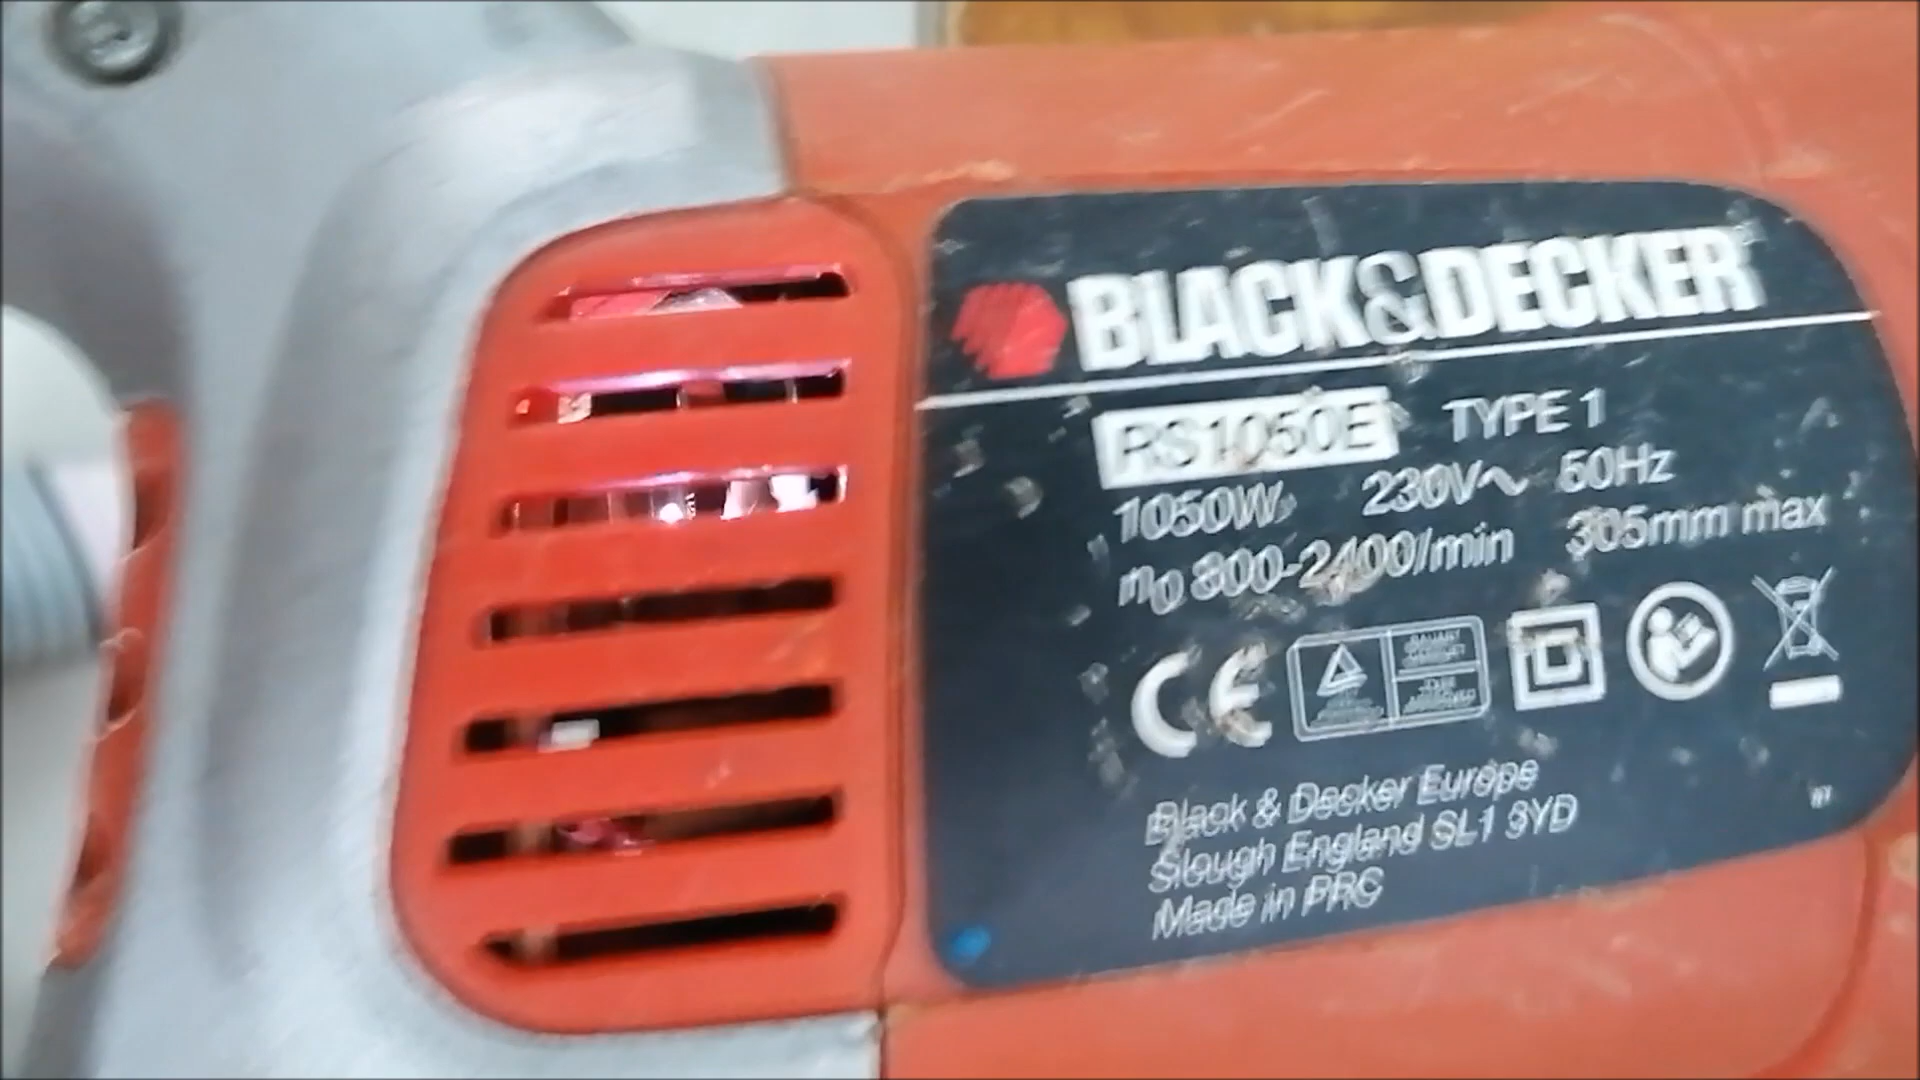 BLACK&DECKER
RS1050E TYPE 1
1050W 230V~ 50Hz
n0 800-2400/min 305mm max
CE
Black & Decker Europe
Slough England SL1 3YD
Made in PRC